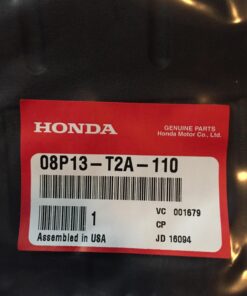 HONDA
GENUINE PARTS
Honda Motor Co., Ltd.
08P13-T2A-110
1
VC 001679
CP
Assembled in USA
JD 16094